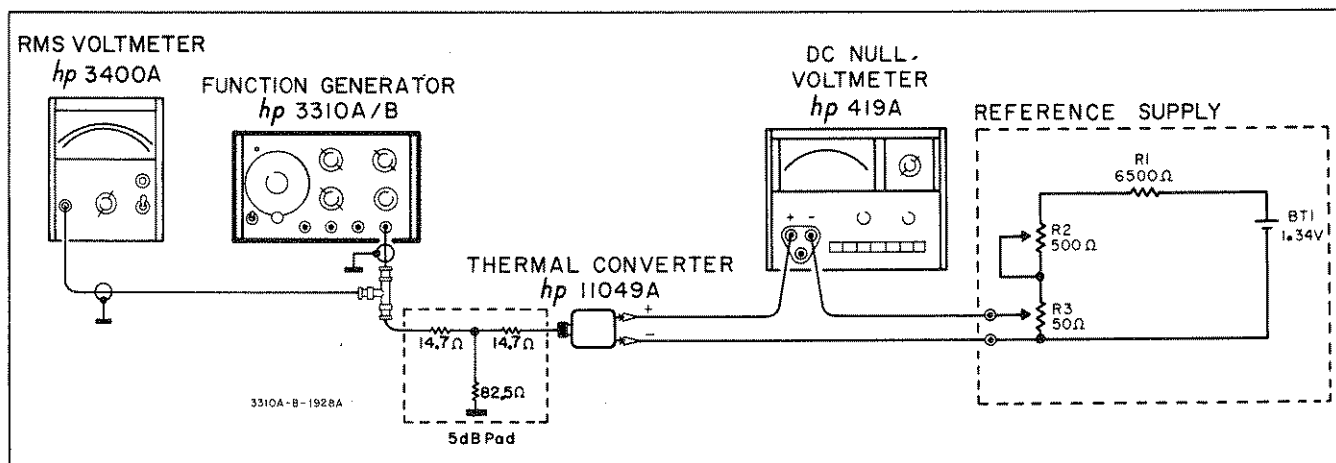 RMS VOLTMETER
hp 3400A
FUNCTION GENERATOR
hp 3310A/B
DC NULL
VOLTMETER
hp 419A
REFERENCE SUPPLY
R1
6500Ω
R2
500Ω
BT1
1.34V
+ -
THERMAL CONVERTER
hp 11049A
+
-
R3
50Ω
14.7Ω
14.7Ω
82.5Ω
3310A-B-1928A
5dB Pad